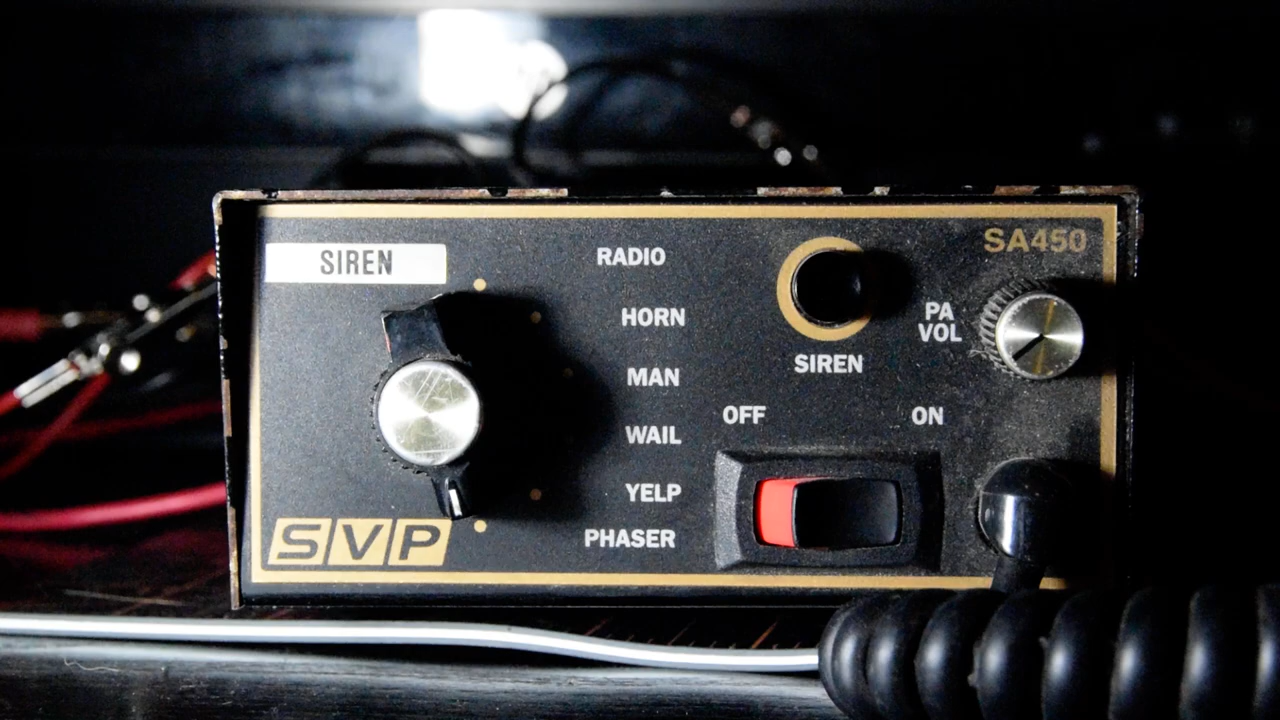 SIREN
RADIO
HORN
MAN
WAIL
YELP
PHASER
SVP
SIREN
SA450
PA
VOL
OFF
ON